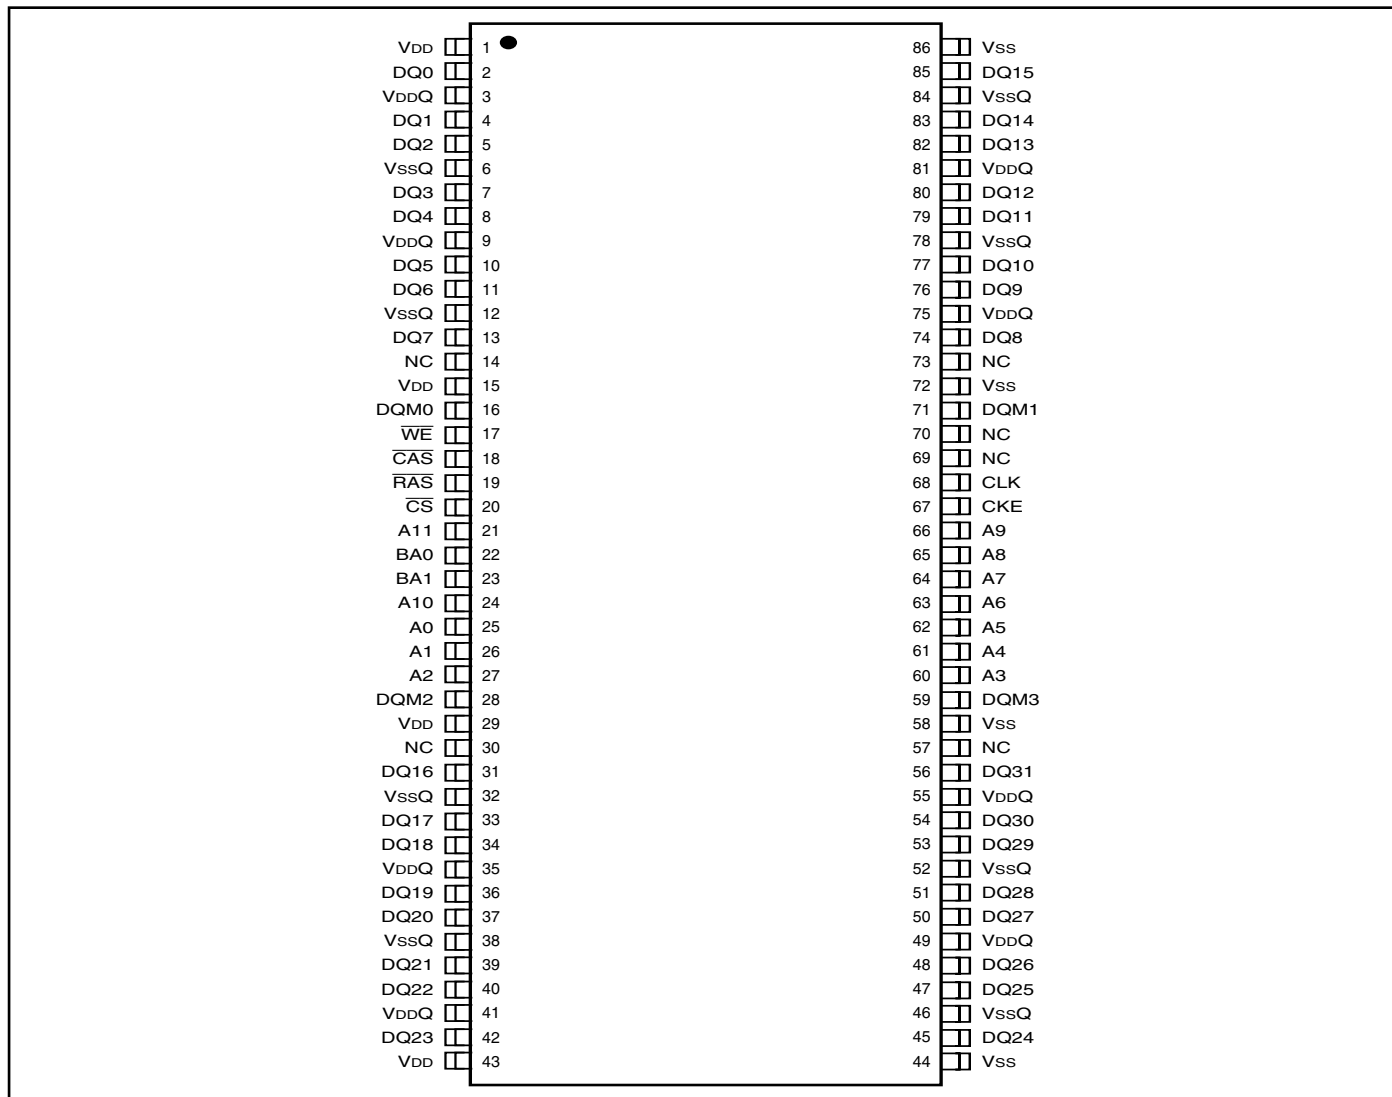 VDD 1 86 VSS
DQ0 2 85 DQ15
VDDQ 3 84 VSSQ
DQ1 4 83 DQ14
DQ2 5 82 DQ13
VSSQ 6 81 VDDQ
DQ3 7 80 DQ12
DQ4 8 79 DQ11
VDDQ 9 78 VSSQ
DQ5 10 77 DQ10
DQ6 11 76 DQ9
VSSQ 12 75 VDDQ
DQ7 13 74 DQ8
NC 14 73 NC
VDD 15 72 VSS
DQM0 16 71 DQM1
W̅E̅ 17 70 NC
C̅A̅S̅ 18 69 NC
R̅A̅S̅ 19 68 CLK
C̅S̅ 20 67 CKE
A11 21 66 A9
BA0 22 65 A8
BA1 23 64 A7
A10 24 63 A6
A0 25 62 A5
A1 26 61 A4
A2 27 60 A3
DQM2 28 59 DQM3
VDD 29 58 VSS
NC 30 57 NC
DQ16 31 56 DQ31
VSSQ 32 55 VDDQ
DQ17 33 54 DQ30
DQ18 34 53 DQ29
VDDQ 35 52 VSSQ
DQ19 36 51 DQ28
DQ20 37 50 DQ27
VSSQ 38 49 VDDQ
DQ21 39 48 DQ26
DQ22 40 47 DQ25
VDDQ 41 46 VSSQ
DQ23 42 45 DQ24
VDD 43 44 VSS